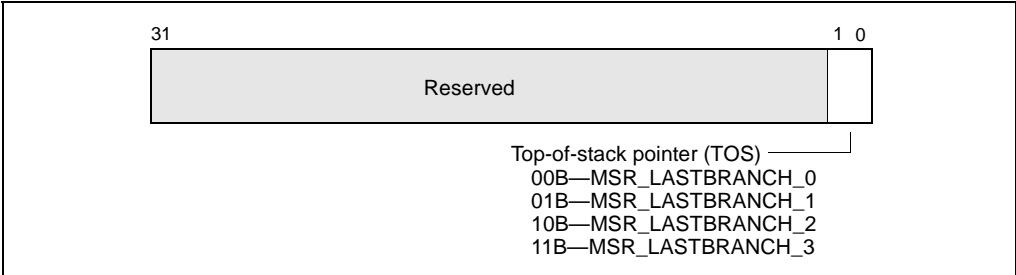 31 1 0
Reserved
Top-of-stack pointer (TOS)
00B—MSR_LASTBRANCH_0
01B—MSR_LASTBRANCH_1
10B—MSR_LASTBRANCH_2
11B—MSR_LASTBRANCH_3